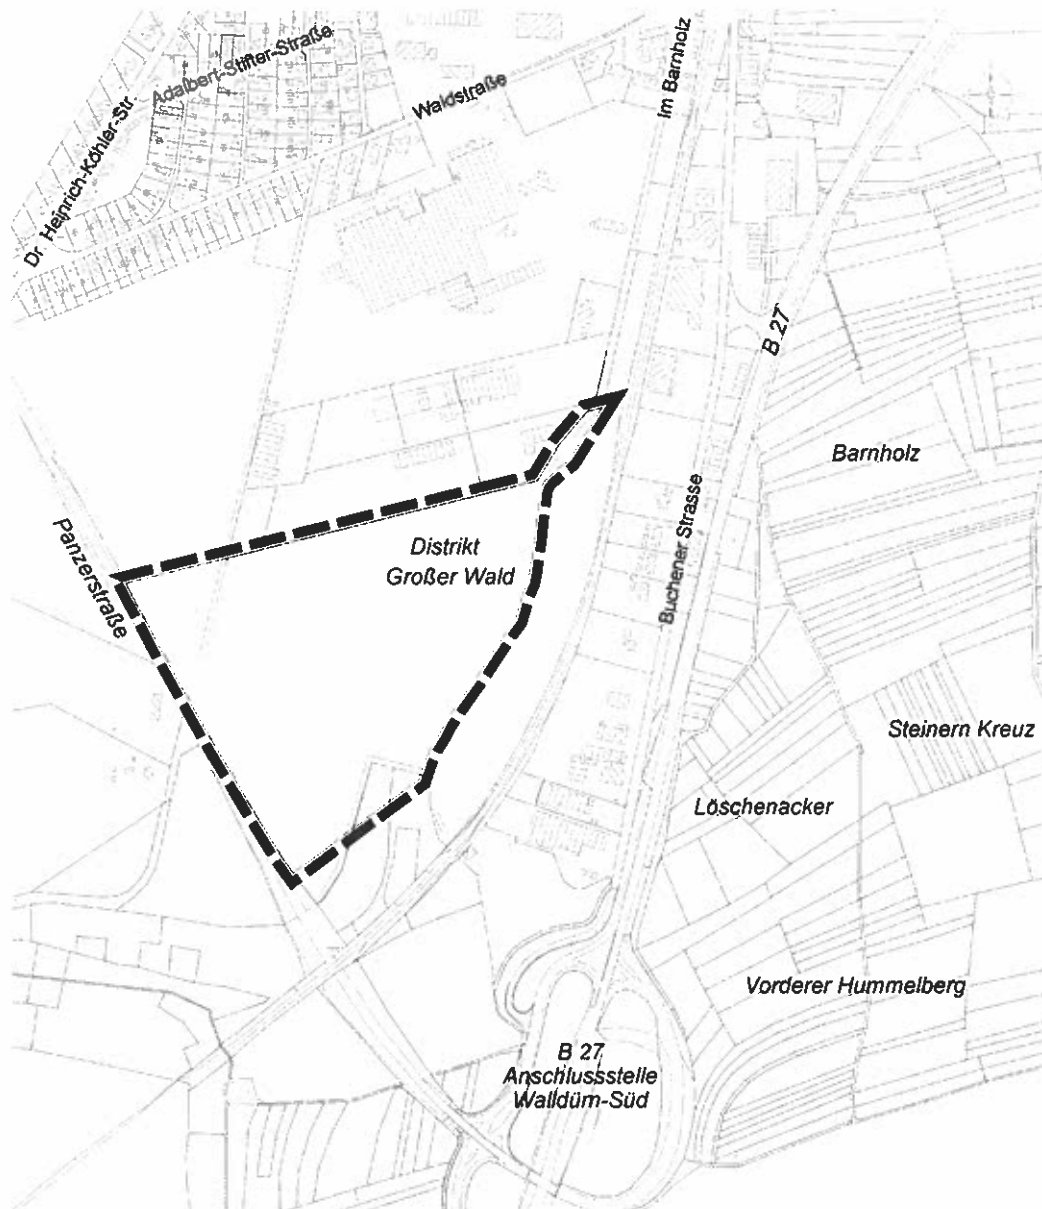 Adalbert-Stifter-Straße
Dr. Heinrich-Köhler-Str.
Waldstraße
Im Barnholz
B 27
Barnholz
Panzerstraße
Distrikt
Großer Wald
Buchener Strasse
Steinern Kreuz
Löschenacker
Vorderer Hummelberg
B 27
Anschlussstelle
Walldürn-Süd